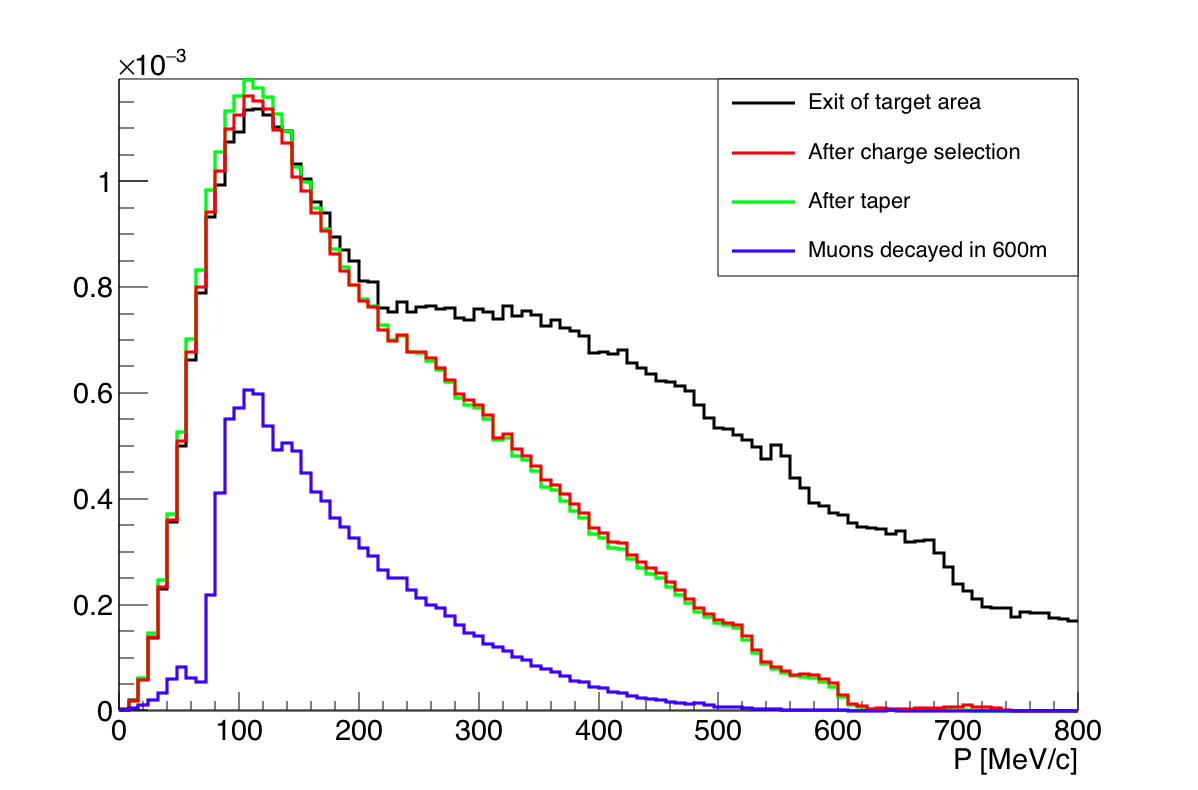 ×10⁻³
Exit of target area
After charge selection
After taper
Muons decayed in 600m
1
0.8
0.6
0.4
0.2
0
0 100 200 300 400 500 600 700 800
P [MeV/c]